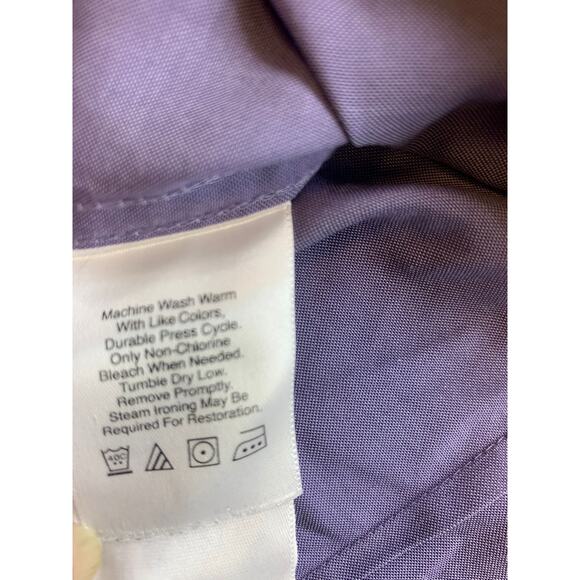 Machine Wash Warm
With Like Colors,
Durable Press Cycle.
Only Non-Chlorine
Bleach When Needed.
Tumble Dry Low.
Remove Promptly.
Steam Ironing May Be
Required For Restoration.
40C